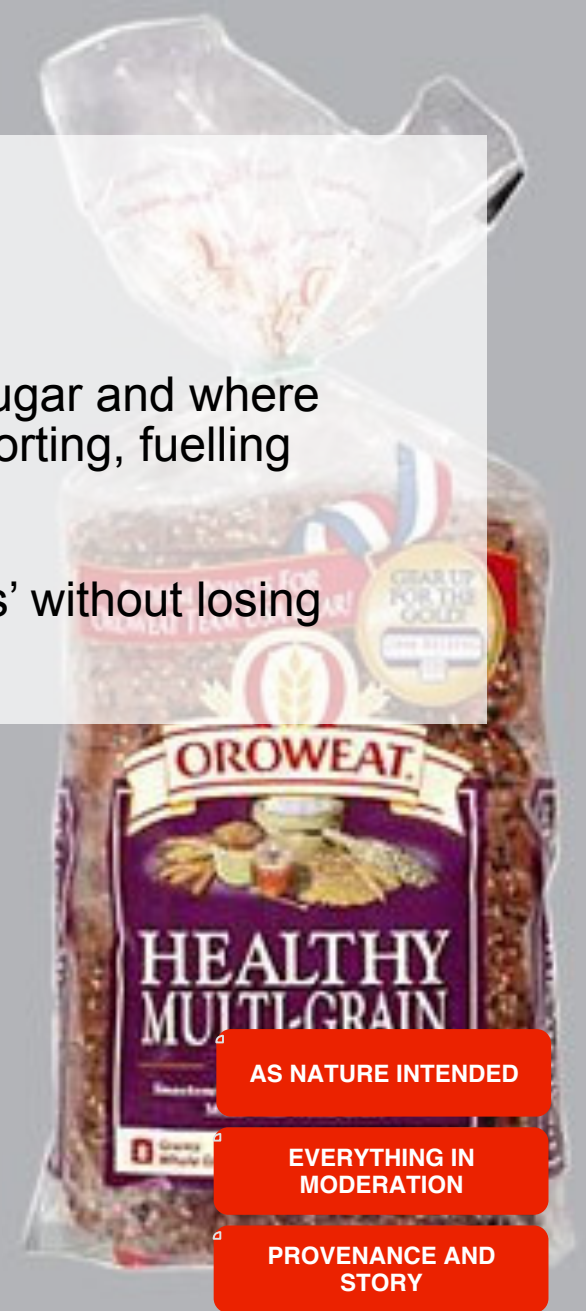 ugar and where
orting, fuelling
s’ without losing
GEAR UP
FOR THE
GOLD!
OROWEAT
HEALTHY
MULTI-GRAIN
AS NATURE INTENDED
EVERYTHING IN
MODERATION
PROVENANCE AND
STORY